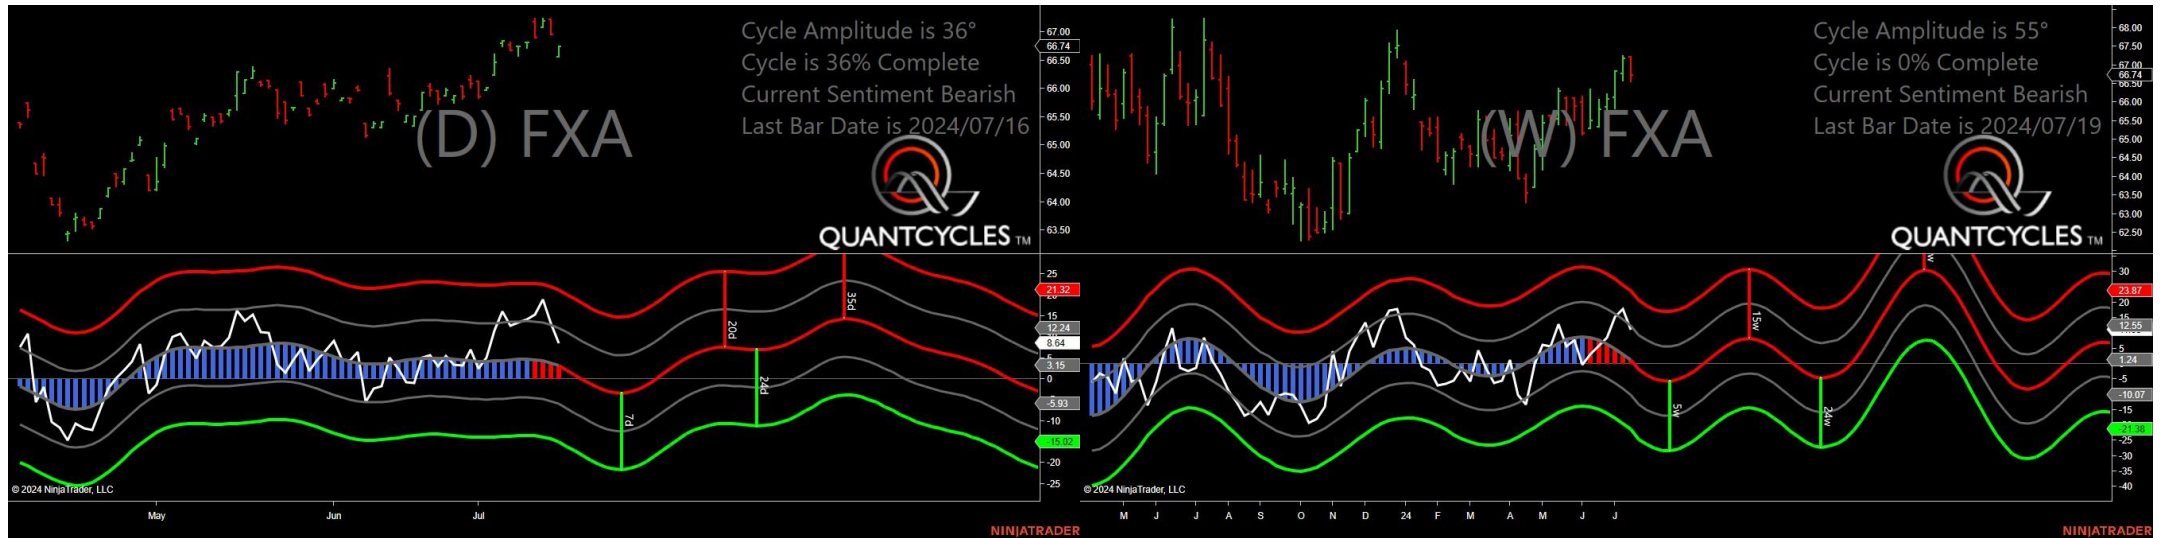 Cycle Amplitude is 36°
Cycle is 36% Complete
Current Sentiment Bearish
Last Bar Date is 2024/07/16
(D) FXA
QUANTCYCLES TM
67.00
66.74
66.50
66.00
65.50
65.00
64.50
64.00
63.50
25
21.32
15
12.24
8.64
3.15
0
-5.93
-10
-15.02
-20
-25
7d
20d
24d
35d
© 2024 NinjaTrader, LLC
May Jun Jul
NINJATRADER
Cycle Amplitude is 55°
Cycle is 0% Complete
Current Sentiment Bearish
Last Bar Date is 2024/07/19
(W) FXA
QUANTCYCLES TM
68.00
67.50
67.00
66.74
66.50
66.00
65.50
65.00
64.50
64.00
63.50
63.00
62.50
30
23.87
20
15
12.55
5
1.24
-5
-10.07
-15
-21.38
-25
-30
-35
-40
5w
15w
24w
w
© 2024 NinjaTrader, LLC
M J J A S O N D 24 F M A M J J
NINJATRADER